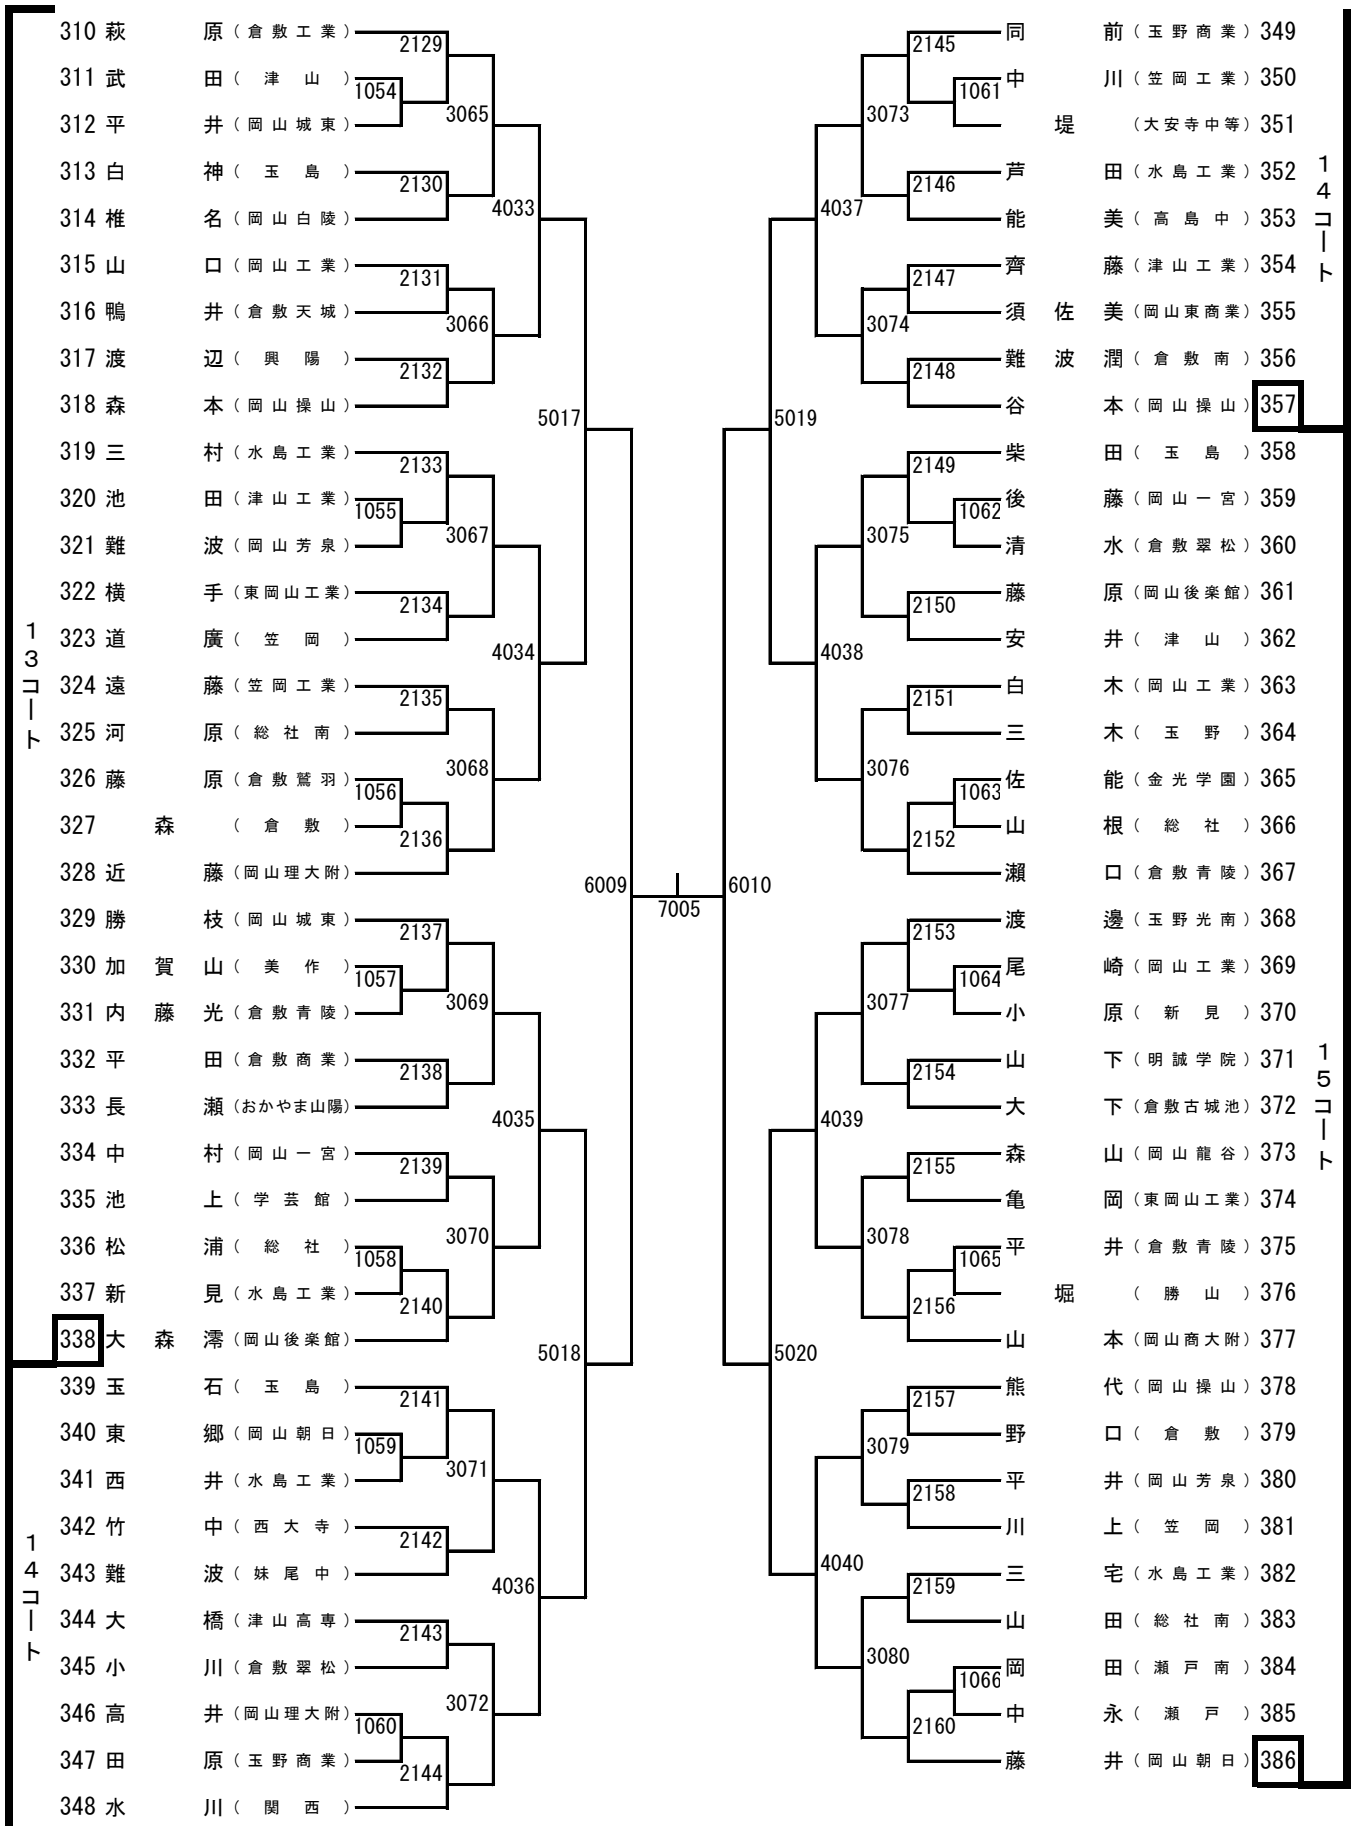 310 萩原 (倉敷工業)
311 武田 (津山)
312 平井 (岡山城東)
313 白神 (玉島)
314 椎名 (岡山白陵)
315 山口 (岡山工業)
316 鴨井 (倉敷天城)
317 渡辺 (興陽)
318 森本 (岡山操山)
319 三村 (水島工業)
320 池田 (津山工業)
321 難波 (岡山芳泉)
322 横手 (東岡山工業)
323 道廣 (笠岡)
324 遠藤 (笠岡工業)
325 河原 (総社南)
326 藤原 (倉敷鷲羽)
327 森 (倉敷)
328 近藤 (岡山理大附)
329 勝枝 (岡山城東)
330 加賀山 (美作)
331 内藤光 (倉敷青陵)
332 平田 (倉敷商業)
333 長瀬 (おかやま山陽)
334 中村 (岡山一宮)
335 池上 (学芸館)
336 松浦 (総社)
337 新見 (水島工業)
338 大森澪 (岡山後楽館)
339 玉石 (玉島)
340 東郷 (岡山朝日)
341 西井 (水島工業)
342 竹中 (西大寺)
343 難波 (妹尾中)
344 大橋 (津山高専)
345 小川 (倉敷翠松)
346 高井 (岡山理大附)
347 田原 (玉野商業)
348 水川 (関西)
13コート
14コート
2129
1054
3065
2130
4033
2131
3066
2132
5017
2133
1055
3067
2134
4034
2135
3068
1056
2136
6009
2137
1057
3069
2138
4035
2139
3070
1058
2140
5018
2141
1059
3071
2142
4036
2143
3072
1060
2144
7005
2145
1061
3073
2146
4037
2147
3074
2148
5019
2149
1062
3075
2150
4038
2151
3076
1063
2152
6010
2153
1064
3077
2154
4039
2155
3078
1065
2156
5020
2157
3079
2158
4040
2159
3080
1066
2160
同前 (玉野商業) 349
中川 (笠岡工業) 350
堤 (大安寺中等) 351
芦田 (水島工業) 352
能美 (高島中) 353
齊藤 (津山工業) 354
須佐美 (岡山東商業) 355
難波潤 (倉敷南) 356
谷本 (岡山操山) 357
柴田 (玉島) 358
後藤 (岡山一宮) 359
清水 (倉敷翠松) 360
藤原 (岡山後楽館) 361
安井 (津山) 362
白木 (岡山工業) 363
三木 (玉野) 364
佐能 (金光学園) 365
山根 (総社) 366
瀬口 (倉敷青陵) 367
渡邊 (玉野光南) 368
尾崎 (岡山工業) 369
小原 (新見) 370
山下 (明誠学院) 371
大下 (倉敷古城池) 372
森山 (岡山龍谷) 373
亀岡 (東岡山工業) 374
平井 (倉敷青陵) 375
堀 (勝山) 376
山本 (岡山商大附) 377
熊代 (岡山操山) 378
野口 (倉敷) 379
平井 (岡山芳泉) 380
川上 (笠岡) 381
三宅 (水島工業) 382
山田 (総社南) 383
岡田 (瀬戸南) 384
中永 (瀬戸) 385
藤井 (岡山朝日) 386
14コート
15コート